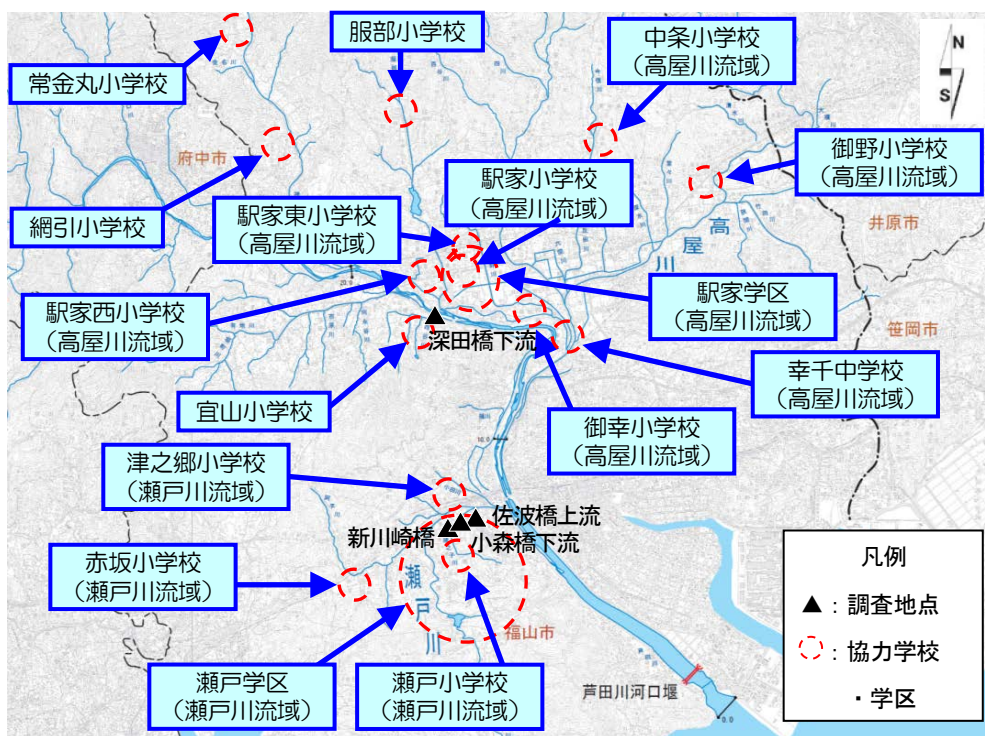 服部小学校
中条小学校
（高屋川流域）
N
S
常金丸小学校
府中市
御野小学校
（高屋川流域）
駅家小学校
（高屋川流域）
駅家東小学校
（高屋川流域）
網引小学校
高屋川
井原市
駅家西小学校
（高屋川流域）
駅家学区
（高屋川流域）
笹岡市
深田橋下流
幸千中学校
（高屋川流域）
宜山小学校
御幸小学校
（高屋川流域）
津之郷小学校
（瀬戸川流域）
佐波橋上流
新川崎橋
小森橋下流
赤坂小学校
（瀬戸川流域）
瀬戸川
福山市
瀬戸学区
（瀬戸川流域）
瀬戸小学校
（瀬戸川流域）
芦田川河口堰
0.0
凡例
▲：調査地点
：協力学校
・学区